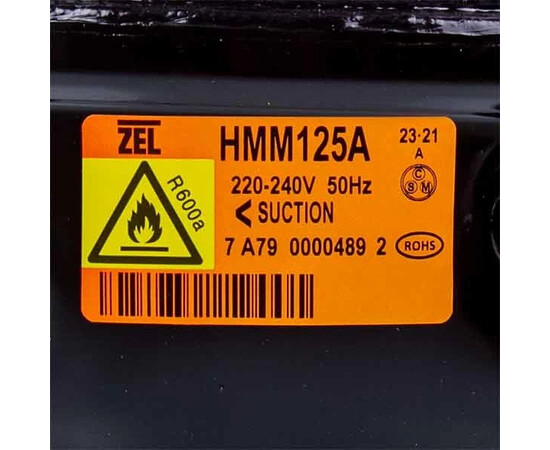 ZEL
HMM125A
23·21
A
R600a
220-240V 50Hz
C
S M
< SUCTION
7 A79 0000489 2
ROHS